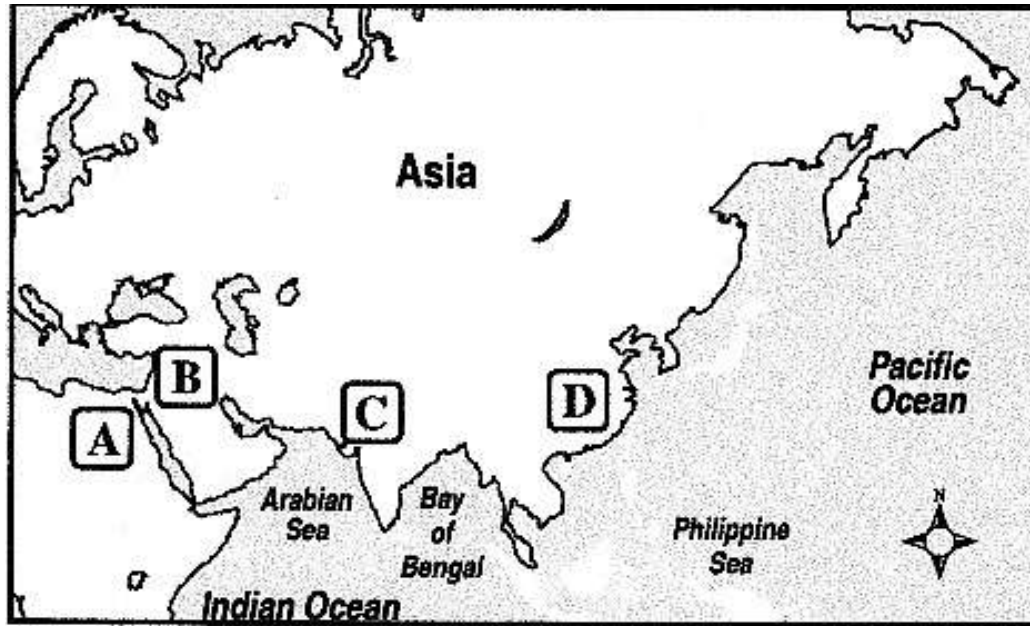 Asia
B
A
C
D
Pacific
Ocean
Arabian
Sea
Bay
of
Bengal
Philippine
Sea
N
Indian Ocean